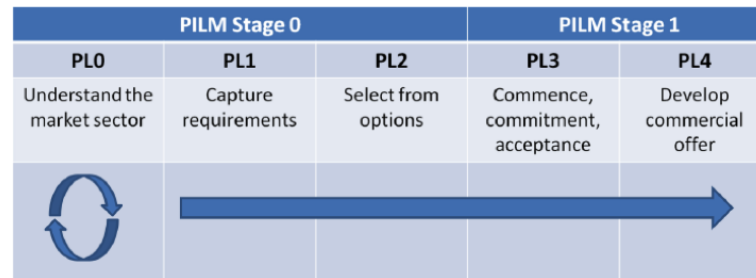 PILM Stage 0 PILM Stage 1
PL0 PL1 PL2 PL3 PL4
Understand the Capture Select from Commence, Develop
market sector requirements options commitment, commercial
acceptance offer